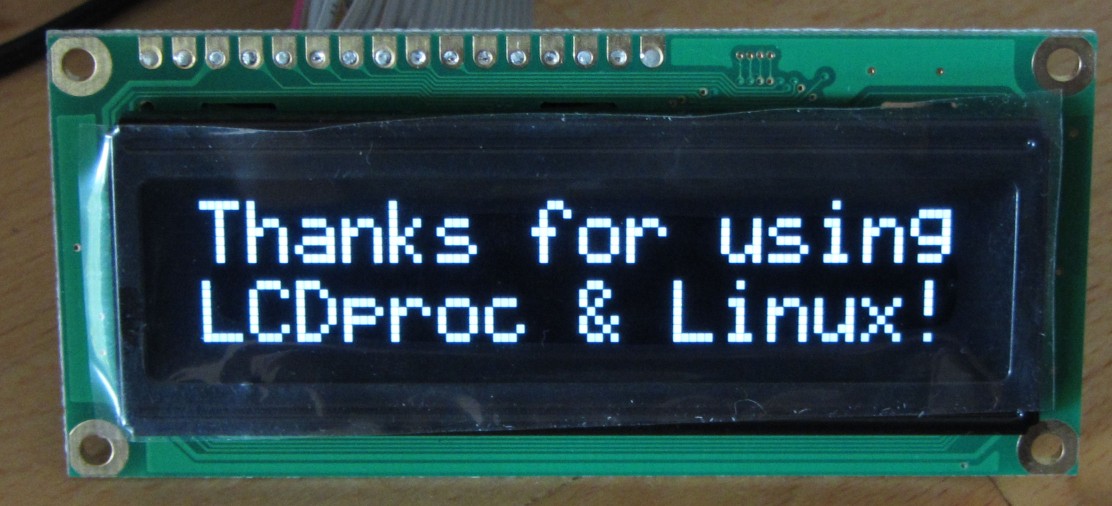 Thanks for using
LCDproc & Linux!